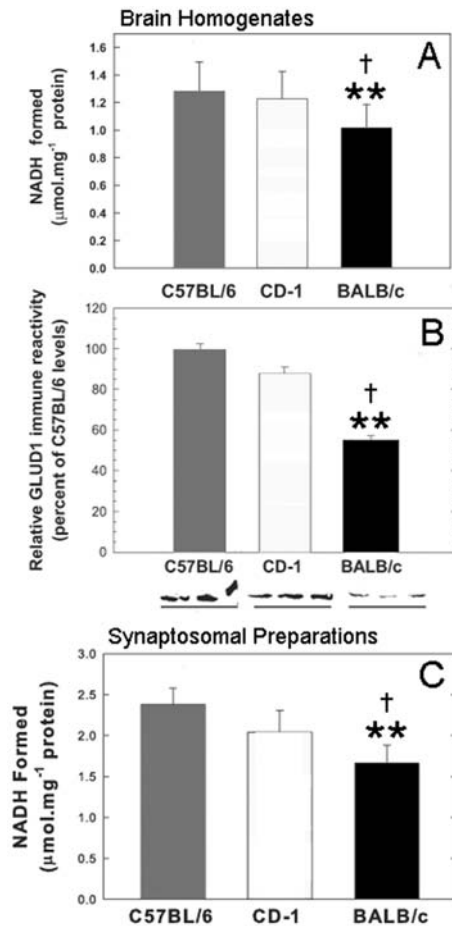 Brain Homogenates
NADH formed
(μmol.mg⁻¹ protein)
1.6
1.4
1.2
1.0
0.8
0.6
0.4
0.2
0.0
A
†
**
C57BL/6 CD-1 BALB/c
Relative GLUD1 immune reactivity
(percent of C57BL/6 levels)
120
100
80
60
40
20
0
B
†
**
C57BL/6 CD-1 BALB/c
Synaptosomal Preparations
NADH Formed
(μmol.mg⁻¹ protein)
2.5
2.0
1.5
1.0
0.5
0.0
C
†
**
C57BL/6 CD-1 BALB/c